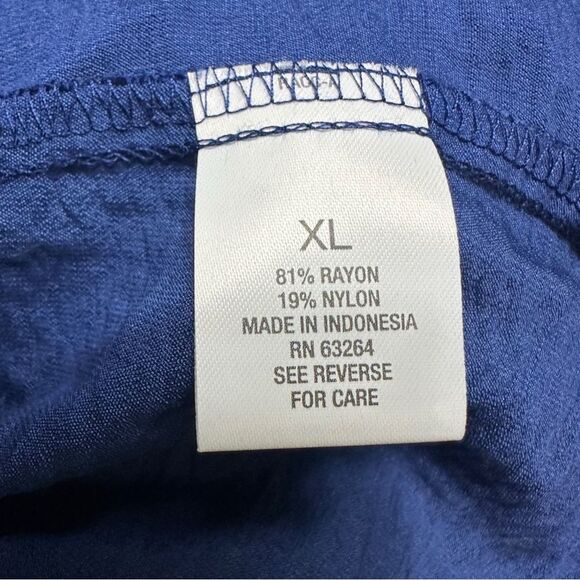 XL
81% RAYON
19% NYLON
MADE IN INDONESIA
RN 63264
SEE REVERSE
FOR CARE